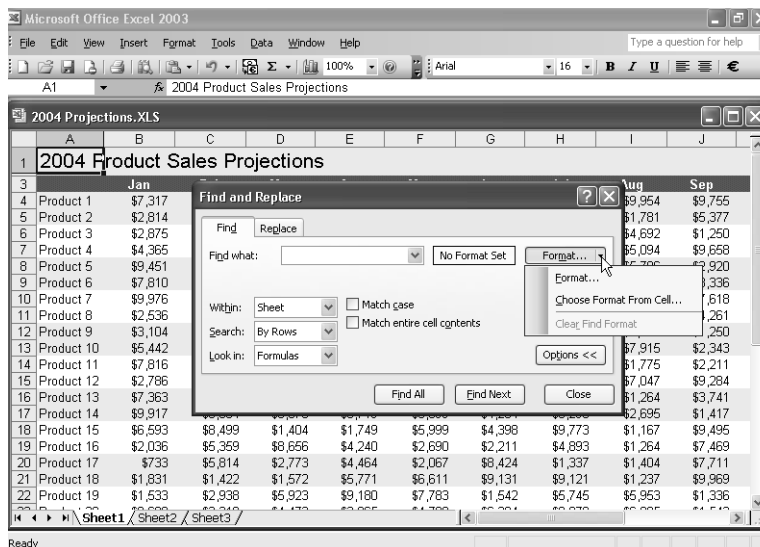 Microsoft Office Excel 2003
File Edit View Insert Format Tools Data Window Help Type a question for help
100% Arial 16 B I U €
A1 fx 2004 Product Sales Projections
2004 Projections.XLS
A B C D E F G H I J
1 2004 Product Sales Projections
3 Jan Aug Sep
4 Product 1 $7,317 $9,954 $9,755
5 Product 2 $2,814 $1,781 $5,377
6 Product 3 $2,875 $4,692 $1,250
7 Product 4 $4,365 $5,094 $9,658
8 Product 5 $9,451
9 Product 6 $7,810
10 Product 7 $9,976
11 Product 8 $2,536
12 Product 9 $3,104
13 Product 10 $5,442 $7,915 $2,343
14 Product 11 $7,816 $1,775 $2,211
15 Product 12 $2,786 $7,047 $9,284
16 Product 13 $7,363 $1,264 $3,741
17 Product 14 $9,917 $2,695 $1,417
18 Product 15 $6,593 $8,499 $1,404 $1,749 $5,999 $4,398 $9,773 $1,167 $9,495
19 Product 16 $2,036 $5,359 $8,656 $4,240 $2,690 $2,211 $4,893 $1,264 $7,469
20 Product 17 $733 $5,814 $2,773 $4,464 $2,067 $8,424 $1,337 $1,404 $7,711
21 Product 18 $1,831 $1,422 $1,572 $5,771 $6,611 $9,131 $9,121 $1,237 $9,969
22 Product 19 $1,533 $2,938 $5,923 $9,180 $7,783 $1,542 $5,745 $5,953 $1,336
Find and Replace
Find Replace
Find what: No Format Set Format...
Format...
Choose Format From Cell...
Clear Find Format
Within: Sheet Match case
Search: By Rows Match entire cell contents
Look in: Formulas Options <<
Find All Find Next Close
Sheet1 Sheet2 Sheet3
Ready